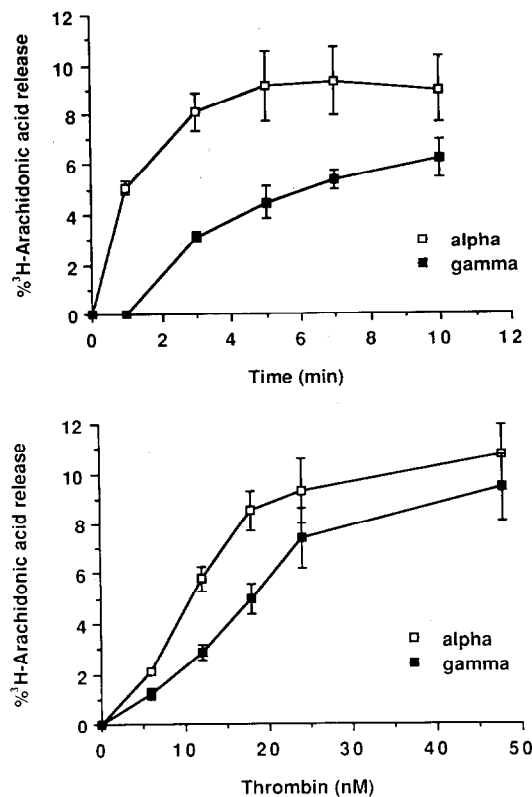 %³H-Arachidonic acid release
12
10
8
6
4
2
0
alpha
gamma
0 2 4 6 8 10 12
Time (min)
%³H-Arachidonic acid release
12
10
8
6
4
2
0
alpha
gamma
0 10 20 30 40 50
Thrombin (nM)